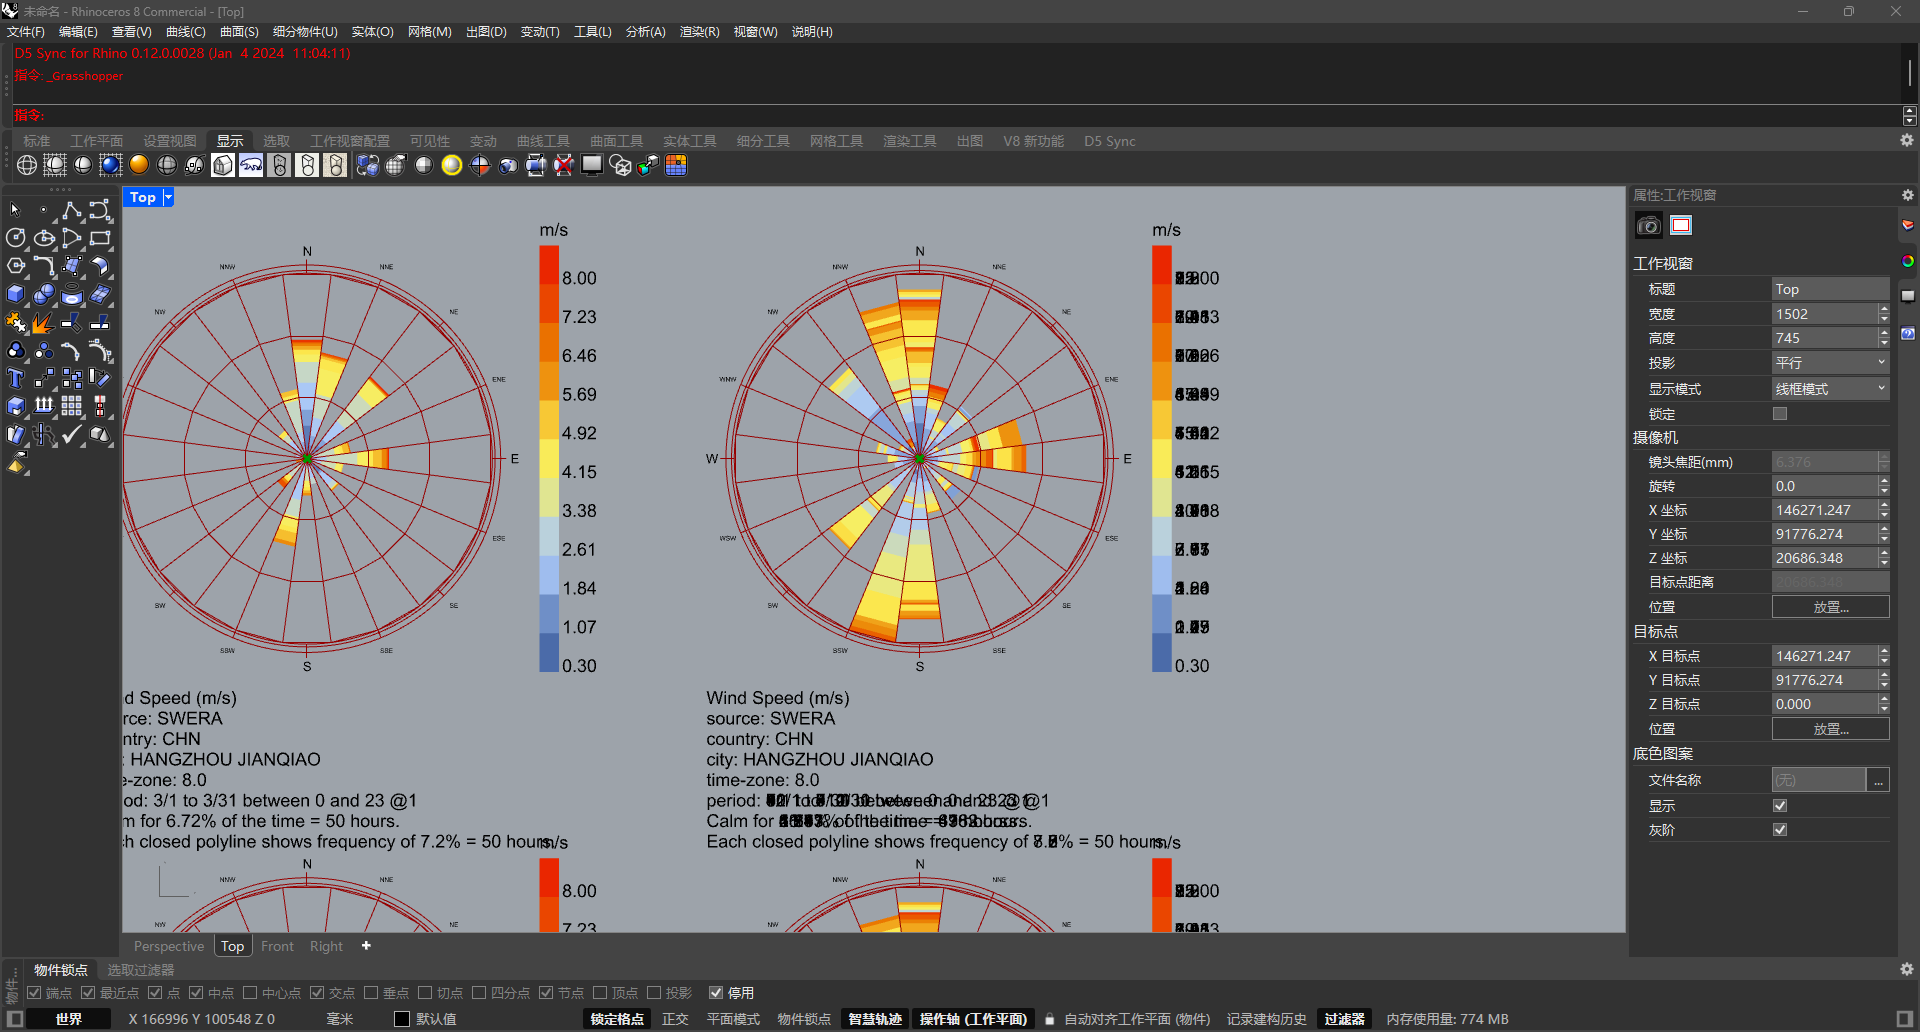 未命名 - Rhinoceros 8 Commercial - [Top]
文件(F) 编辑(E) 查看(V) 曲线(C) 曲面(S) 细分物件(U) 实体(O) 网格(M) 出图(D) 变动(T) 工具(L) 分析(A) 渲染(R) 视窗(W) 说明(H)
D5 Sync for Rhino 0.12.0.0028 (Jan 4 2024 11:04:11)
指令: _Grasshopper
指令:
标准 工作平面 设置视图 显示 选取 工作视窗配置 可见性 变动 曲线工具 曲面工具 实体工具 细分工具 网格工具 渲染工具 出图 V8 新功能 D5 Sync
Top
m/s
8.00
7.23
6.46
5.69
4.92
4.15
3.38
2.61
1.84
1.07
0.30
N
NNW NNE
NW NE
ENE
E
ESE
SW SE
SSW SSE
S
m/s
0.30
N
NNW NNE
NW NE
WNW ENE
W E
WSW ESE
SW SE
SSW SSE
S
d Speed (m/s)
rce: SWERA
ntry: CHN
: HANGZHOU JIANQIAO
e-zone: 8.0
od: 3/1 to 3/31 between 0 and 23 @1
m for 6.72% of the time = 50 hours.
h closed polyline shows frequency of 7.2% = 50 hours.
Wind Speed (m/s)
source: SWERA
country: CHN
city: HANGZHOU JIANQIAO
time-zone: 8.0
period:
Calm for
Each closed polyline shows frequency of = 50 hours.
m/s
8.00
7.23
N
NNW NNE
NW NE
m/s
N
NNW NNE
NW NE
Perspective Top Front Right
属性:工作视窗
工作视窗
标题 Top
宽度 1502
高度 745
投影 平行
显示模式 线框模式
锁定
摄像机
镜头焦距(mm) 6.376
旋转 0.0
X 坐标 146271.247
Y 坐标 91776.274
Z 坐标 20686.348
目标点距离 20686.348
位置 放置...
目标点
X 目标点 146271.247
Y 目标点 91776.274
Z 目标点 0.000
位置 放置...
底色图案
文件名称 (无) ...
显示
灰阶
物件锁点 选取过滤器
物件...
端点 最近点 点 中点 中心点 交点 垂点 切点 四分点 节点 顶点 投影 停用
世界 X 166996 Y 100548 Z 0 毫米 默认值 锁定格点 正交 平面模式 物件锁点 智慧轨迹 操作轴 (工作平面) 自动对齐工作平面 (物件) 记录建构历史 过滤器 内存使用量: 774 MB